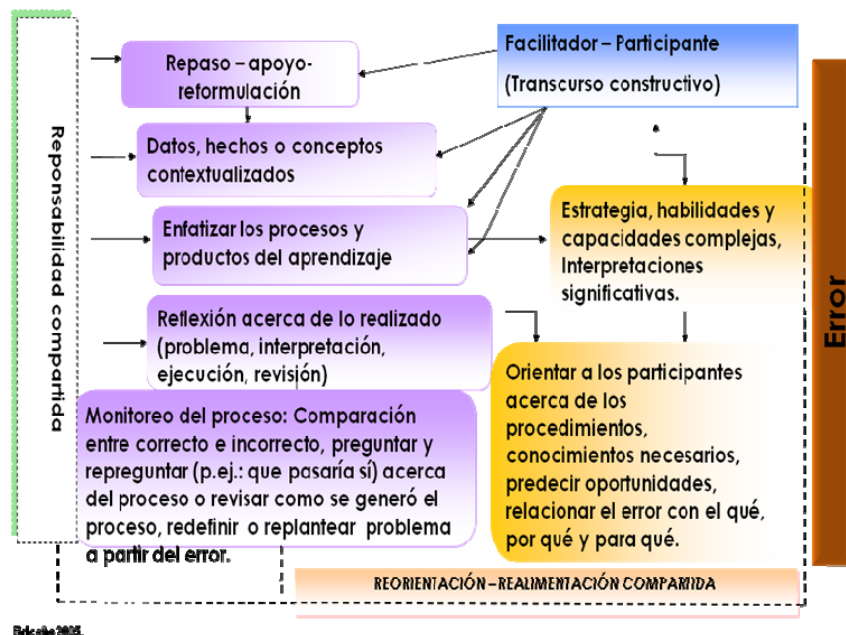 Reponsabilidad compartida
Repaso – apoyo-
reformulación
Facilitador – Participante
(Transcurso constructivo)
Datos, hechos o conceptos
contextualizados
Enfatizar los procesos y
productos del aprendizaje
Estrategia, habilidades y
capacidades complejas,
Interpretaciones
significativas.
Error
Reflexión acerca de lo realizado
(problema, interpretación,
ejecución, revisión)
Orientar a los participantes
acerca de los
procedimientos,
conocimientos necesarios,
predecir oportunidades,
relacionar el error con el qué,
por qué y para qué.
Monitoreo del proceso: Comparación
entre correcto e incorrecto, preguntar y
repreguntar (p.ej.: que pasaría sí) acerca
del proceso o revisar como se generó el
proceso, redefinir o replantear problema
a partir del error.
REORIENTACIÓN – REALIMENTACIÓN COMPARTIDA